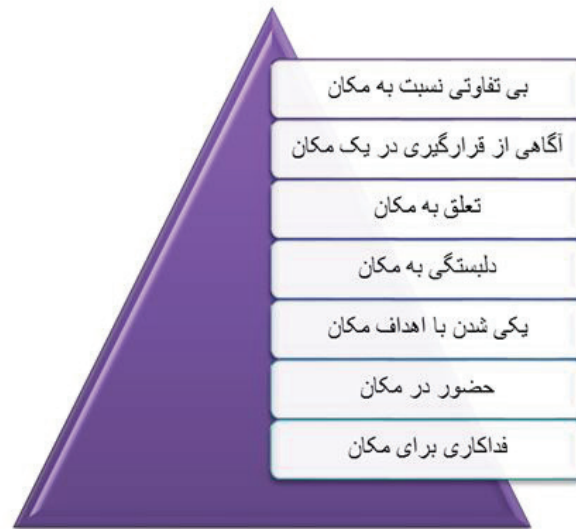 بی تفاوتی نسبت به مکان
آگاهی از قرارگیری در یک مکان
تعلق به مکان
دلبستگی به مکان
یکی شدن با اهداف مکان
حضور در مکان
فداکاری برای مکان